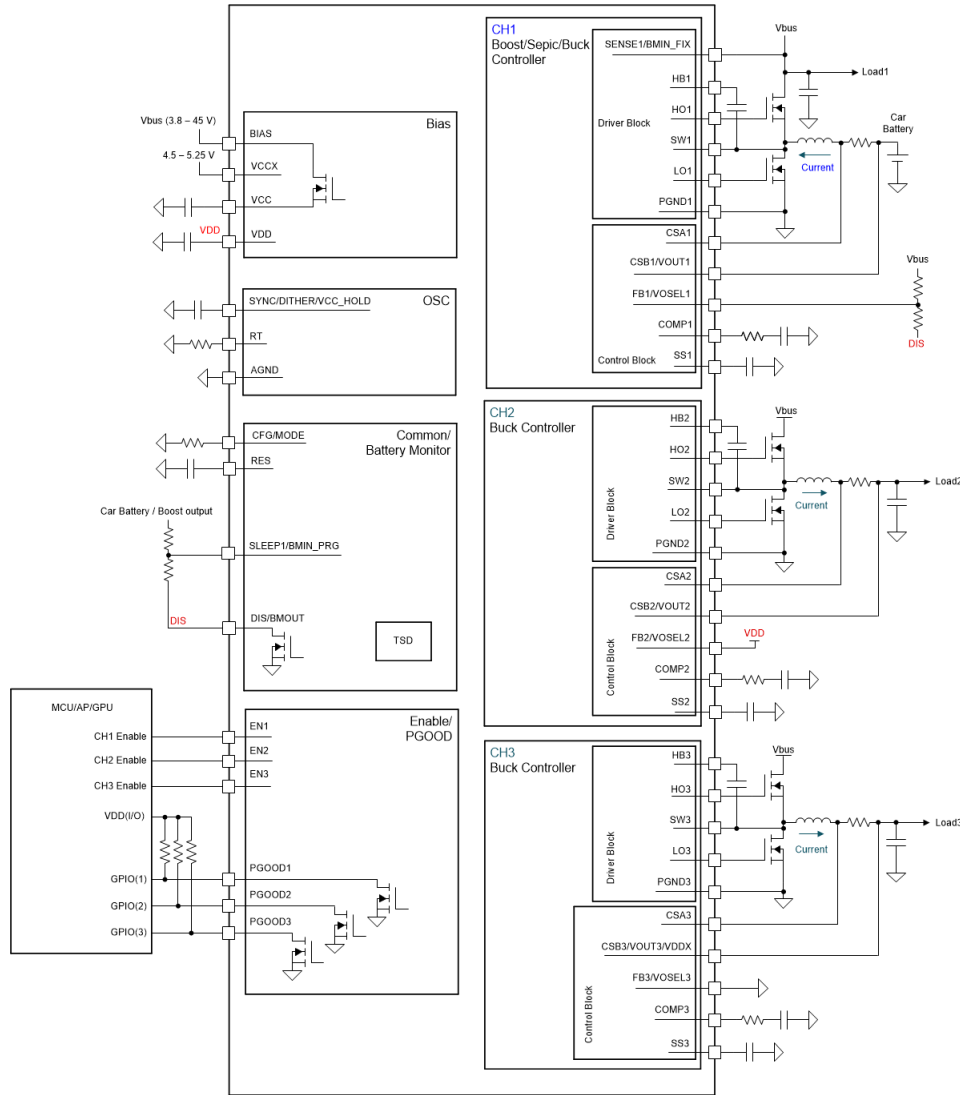 Vbus (3.8 – 45 V)
4.5 – 5.25 V
Bias
BIAS
VCCX
VCC
VDD
VDD
OSC
SYNC/DITHER/VCC_HOLD
RT
AGND
Common/
Battery Monitor
CFG/MODE
RES
Car Battery / Boost output
SLEEP1/BMIN_PRG
DIS
DIS/BMOUT
TSD
MCU/AP/GPU
CH1 Enable
CH2 Enable
CH3 Enable
VDD(I/O)
GPIO(1)
GPIO(2)
GPIO(3)
Enable/
PGOOD
EN1
EN2
EN3
PGOOD1
PGOOD2
PGOOD3
CH1
Boost/Sepic/Buck
Controller
Driver Block
SENSE1/BMIN_FIX
HB1
HO1
SW1
LO1
PGND1
Control Block
CSA1
CSB1/VOUT1
FB1/VOSEL1
COMP1
SS1
Vbus
Load1
Car
Battery
Current
Vbus
DIS
CH2
Buck Controller
Driver Block
HB2
HO2
SW2
LO2
PGND2
Control Block
CSA2
CSB2/VOUT2
FB2/VOSEL2
COMP2
SS2
Vbus
Load2
Current
VDD
CH3
Buck Controller
Driver Block
HB3
HO3
SW3
LO3
PGND3
Control Block
CSA3
CSB3/VOUT3/VDDX
FB3/VOSEL3
COMP3
SS3
Vbus
Load3
Current